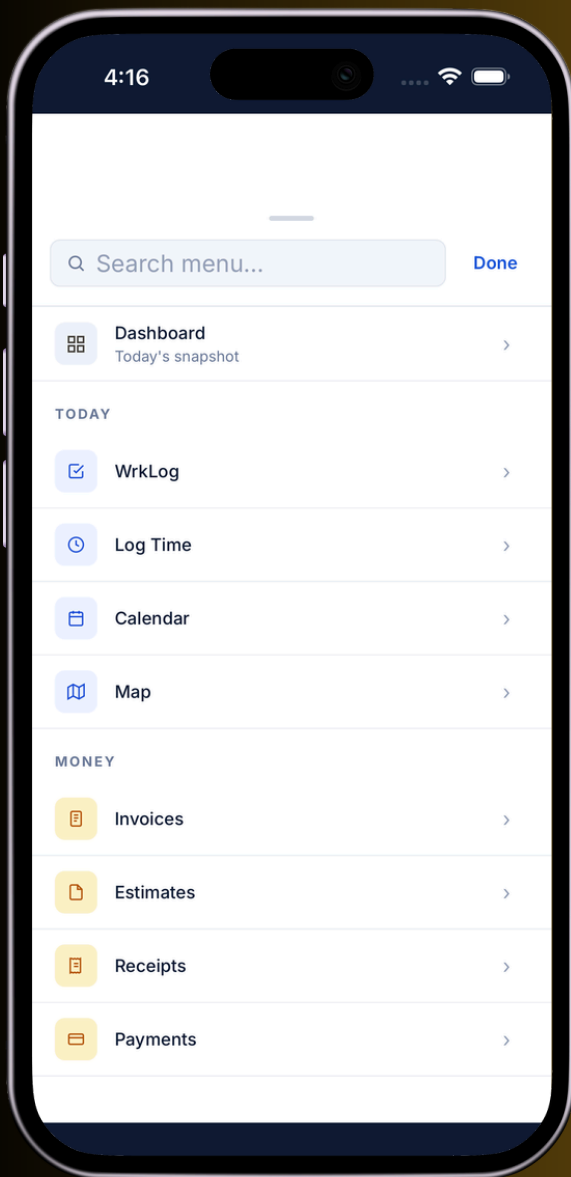 4:16
Search menu...
Done
Dashboard
Today's snapshot
TODAY
WrkLog
Log Time
Calendar
Map
MONEY
Invoices
Estimates
Receipts
Payments